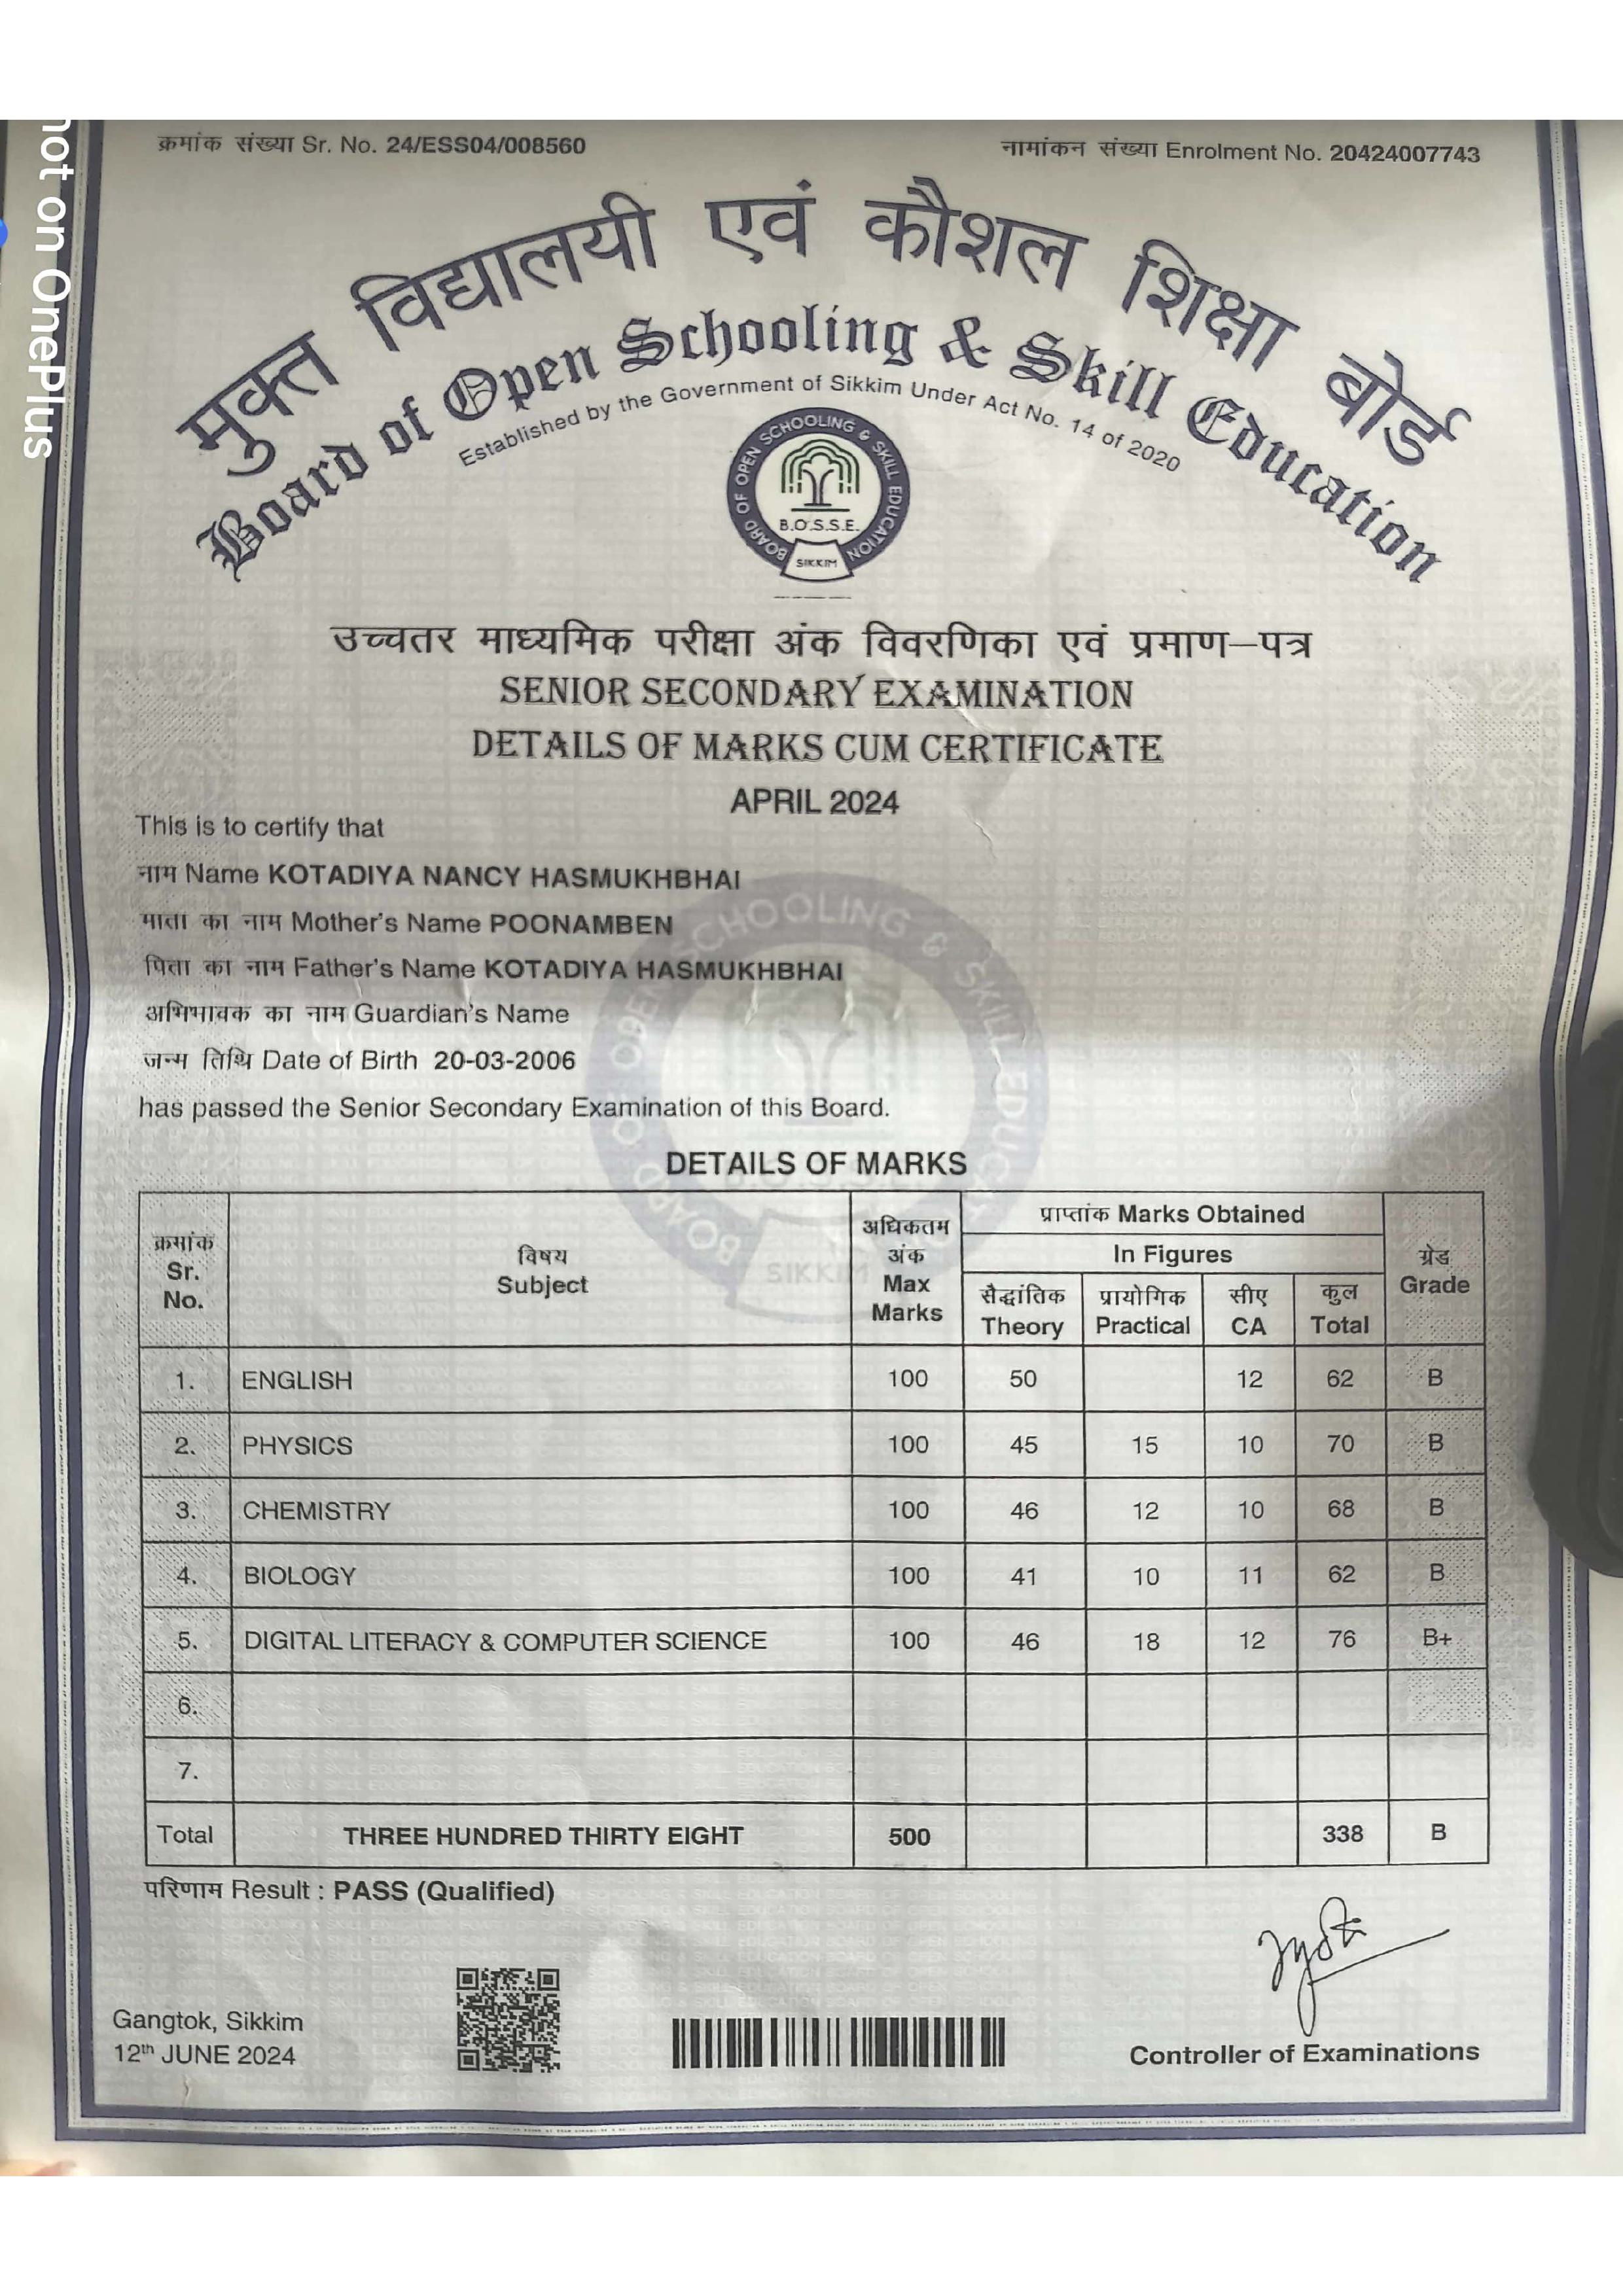 not on OnePlus
क्रमांक संख्या Sr. No. 24/ESS04/008560
नामांकन संख्या Enrolment No. 20424007743
मुक्त विद्यालयी एवं कौशल शिक्षा बोर्ड
Board of Open Schooling & Skill Education
Established by the Government of Sikkim Under Act No. 14 of 2020
BOARD OF OPEN SCHOOLING & SKILL EDUCATION
B.O.S.S.E.
SIKKIM
उच्चतर माध्यमिक परीक्षा अंक विवरणिका एवं प्रमाण–पत्र
SENIOR SECONDARY EXAMINATION
DETAILS OF MARKS CUM CERTIFICATE
APRIL 2024
This is to certify that
नाम Name KOTADIYA NANCY HASMUKHBHAI
माता का नाम Mother's Name POONAMBEN
पिता का नाम Father's Name KOTADIYA HASMUKHBHAI
अभिभावक का नाम Guardian's Name
जन्म तिथि Date of Birth 20-03-2006
has passed the Senior Secondary Examination of this Board.
DETAILS OF MARKS
क्रमांक Sr. No. विषय Subject अधिकतम अंक Max Marks प्राप्तांक Marks Obtained ग्रेड Grade
In Figures
सैद्धांतिक Theory प्रायोगिक Practical सीए CA कुल Total
1. ENGLISH 100 50 12 62 B
2. PHYSICS 100 45 15 10 70 B
3. CHEMISTRY 100 46 12 10 68 B
4. BIOLOGY 100 41 10 11 62 B
5. DIGITAL LITERACY & COMPUTER SCIENCE 100 46 18 12 76 B+
6.
7.
Total THREE HUNDRED THIRTY EIGHT 500 338 B
परिणाम Result : PASS (Qualified)
Gangtok, Sikkim
12th JUNE 2024
Controller of Examinations